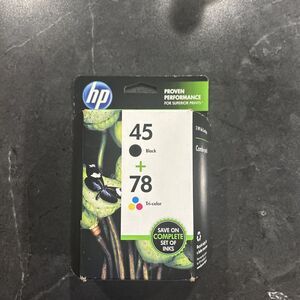 hp
PROVEN
PERFORMANCE
FOR SUPERIOR PRINTS
45
Black
+
78
Tri-color
SAVE ON
COMPLETE
SET OF
INKS